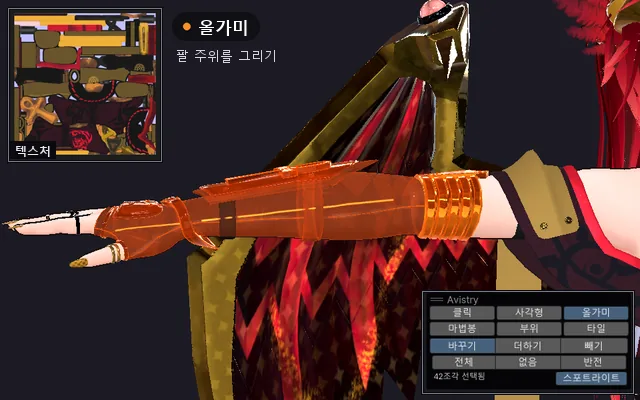 올가미
팔 주위를 그리기
텍스처
Avistry
클릭 사각형 올가미
마법봉 부위 타일
바꾸기 더하기 빼기
전체 없음 반전
42조각 선택됨 스포트라이트